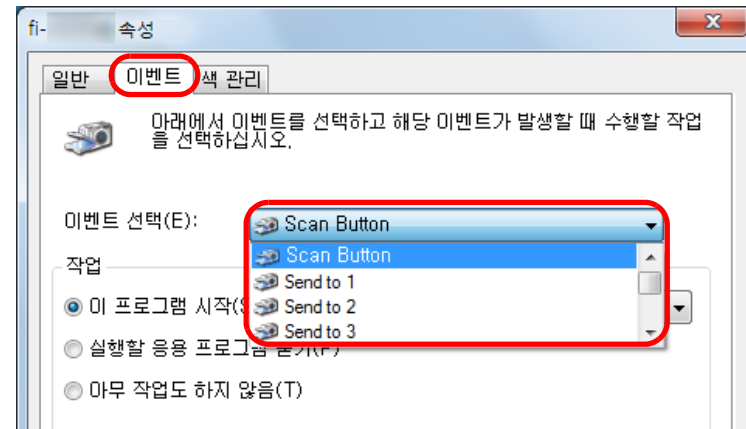 fi- 속성
일반 이벤트 색 관리
아래에서 이벤트를 선택하고 해당 이벤트가 발생할 때 수행할 작업
을 선택하십시오.
이벤트 선택(E): Scan Button
Scan Button
Send to 1
Send to 2
Send to 3
작업
이 프로그램 시작(
실행할 응용 프로그램
아무 작업도 하지 않음(T)